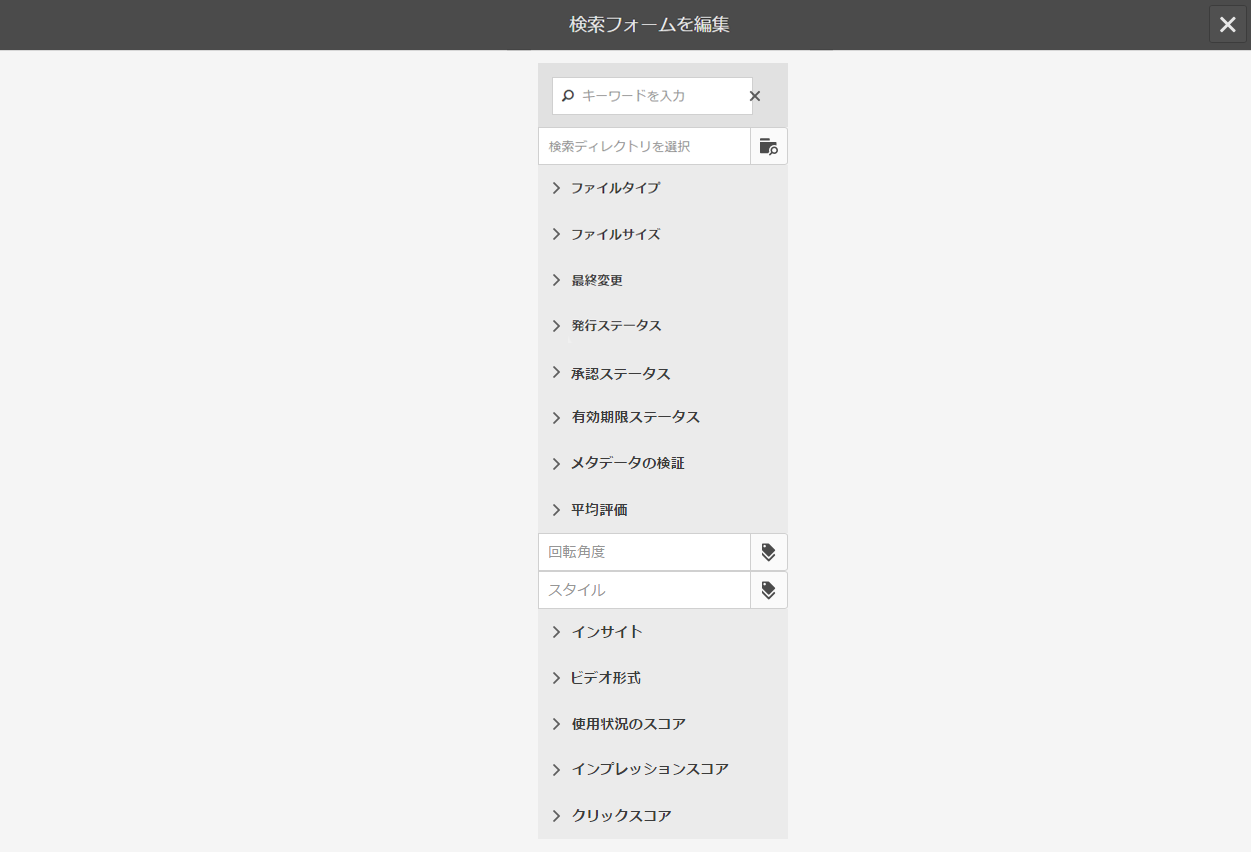 検索フォームを編集
キーワードを入力
検索ディレクトリを選択
ファイルタイプ
ファイルサイズ
最終変更
発行ステータス
承認ステータス
有効期限ステータス
メタデータの検証
平均評価
回転角度
スタイル
インサイト
ビデオ形式
使用状況のスコア
インプレッションスコア
クリックスコア